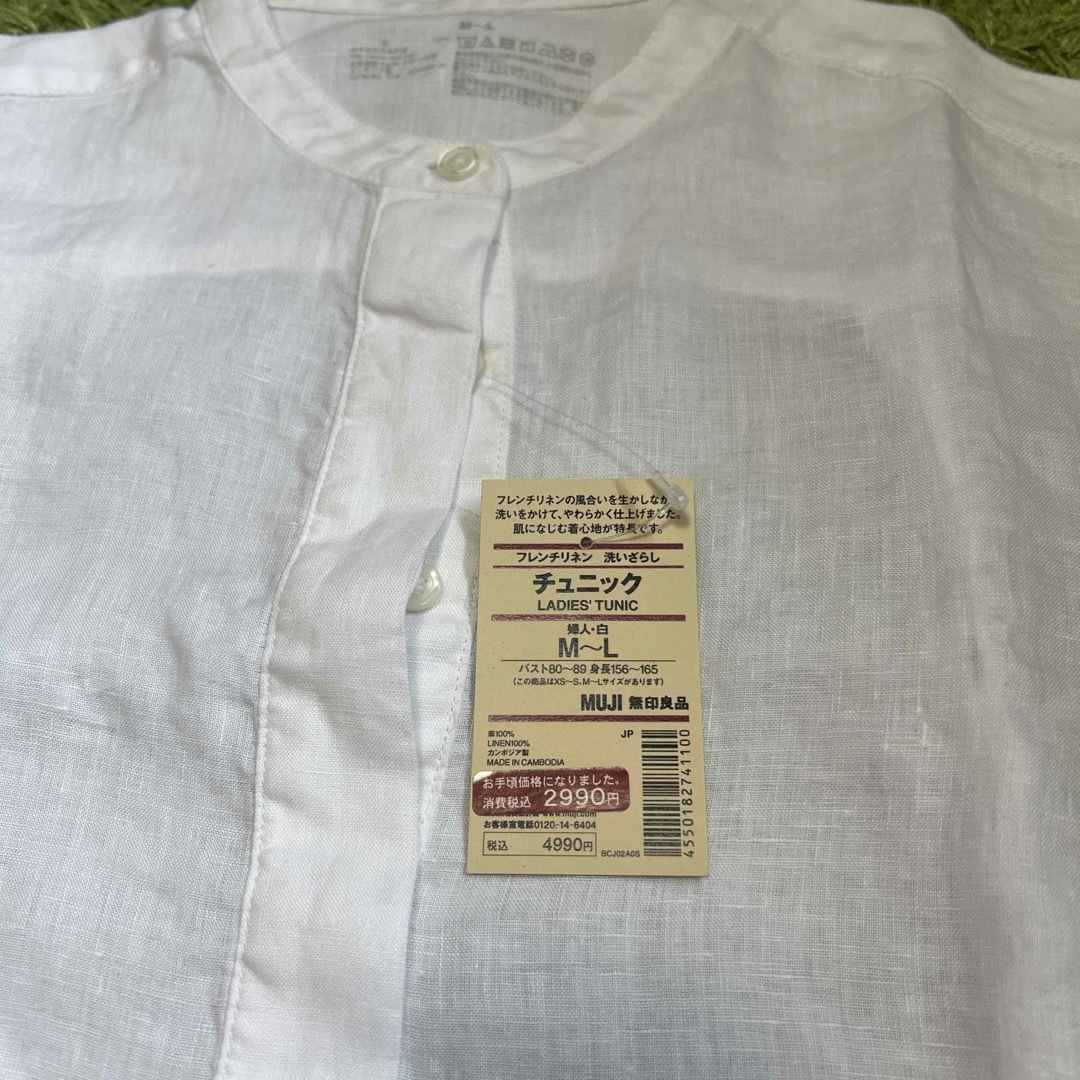 フレンチリネンの風合いを生かしなが
洗いをかけて、やわらかく仕上げました。
肌になじむ着心地が特長です。
フレンチリネン 洗いざらし
チュニック
LADIES' TUNIC
婦人・白
M〜L
バスト80〜89 身長156〜165
(この商品はXS〜S、M〜Lサイズがあります)
MUJI 無印良品
麻100%
LINEN100%
カンボジア製
MADE IN CAMBODIA
JP
お手頃価格になりました。
消費税込 2990円
www.muji.com
お客様室電話0120-14-6404
税込 4990円
BCJ02A0S
4550182741100